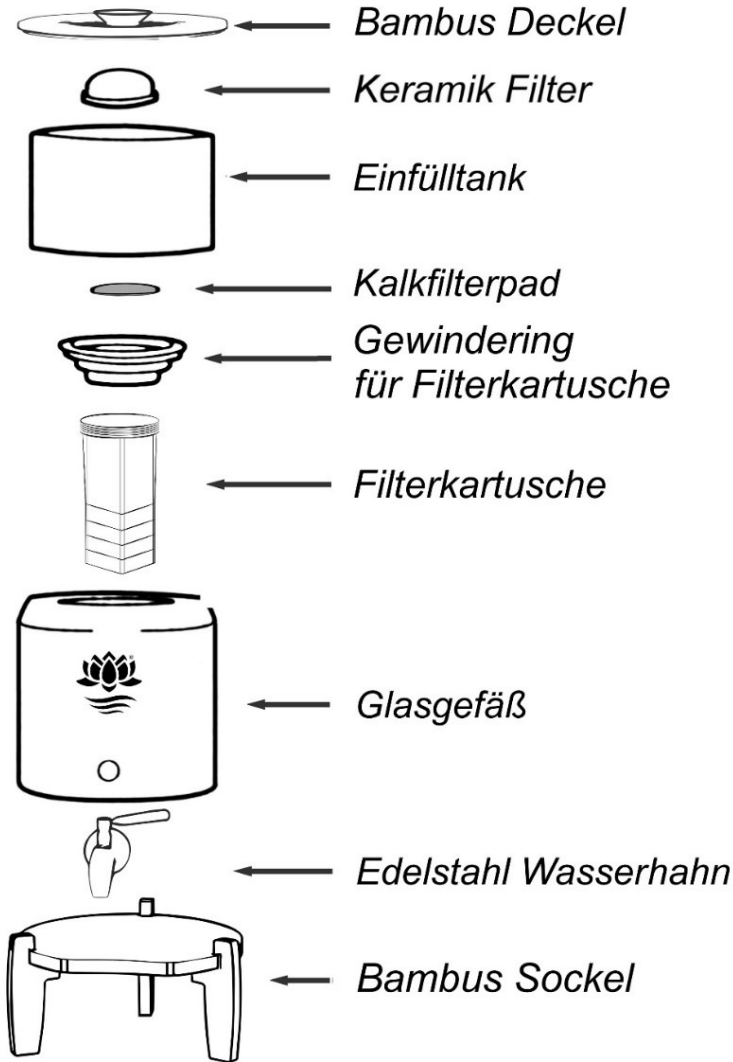 Bambus Deckel
Keramik Filter
Einfülltank
Kalkfilterpad
Gewindering
für Filterkartusche
Filterkartusche
Glasgefäß
Edelstahl Wasserhahn
Bambus Sockel